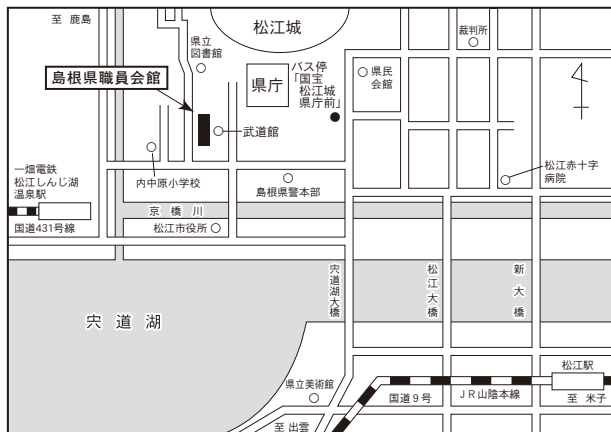 至 鹿島
松江城
裁判所
県立
図書館
バス停
「国宝
松江城
県庁前」
県庁
県民
会館
島根県職員会館
武道館
一畑電鉄
松江しんじ湖
温泉駅
内中原小学校
島根県警本部
松江赤十字
病院
京橋川
国道431号線
松江市役所
宍道湖大橋
松江大橋
新大橋
宍道湖
松江駅
県立美術館
国道9号
JR山陰本線
至 米子
至 出雲